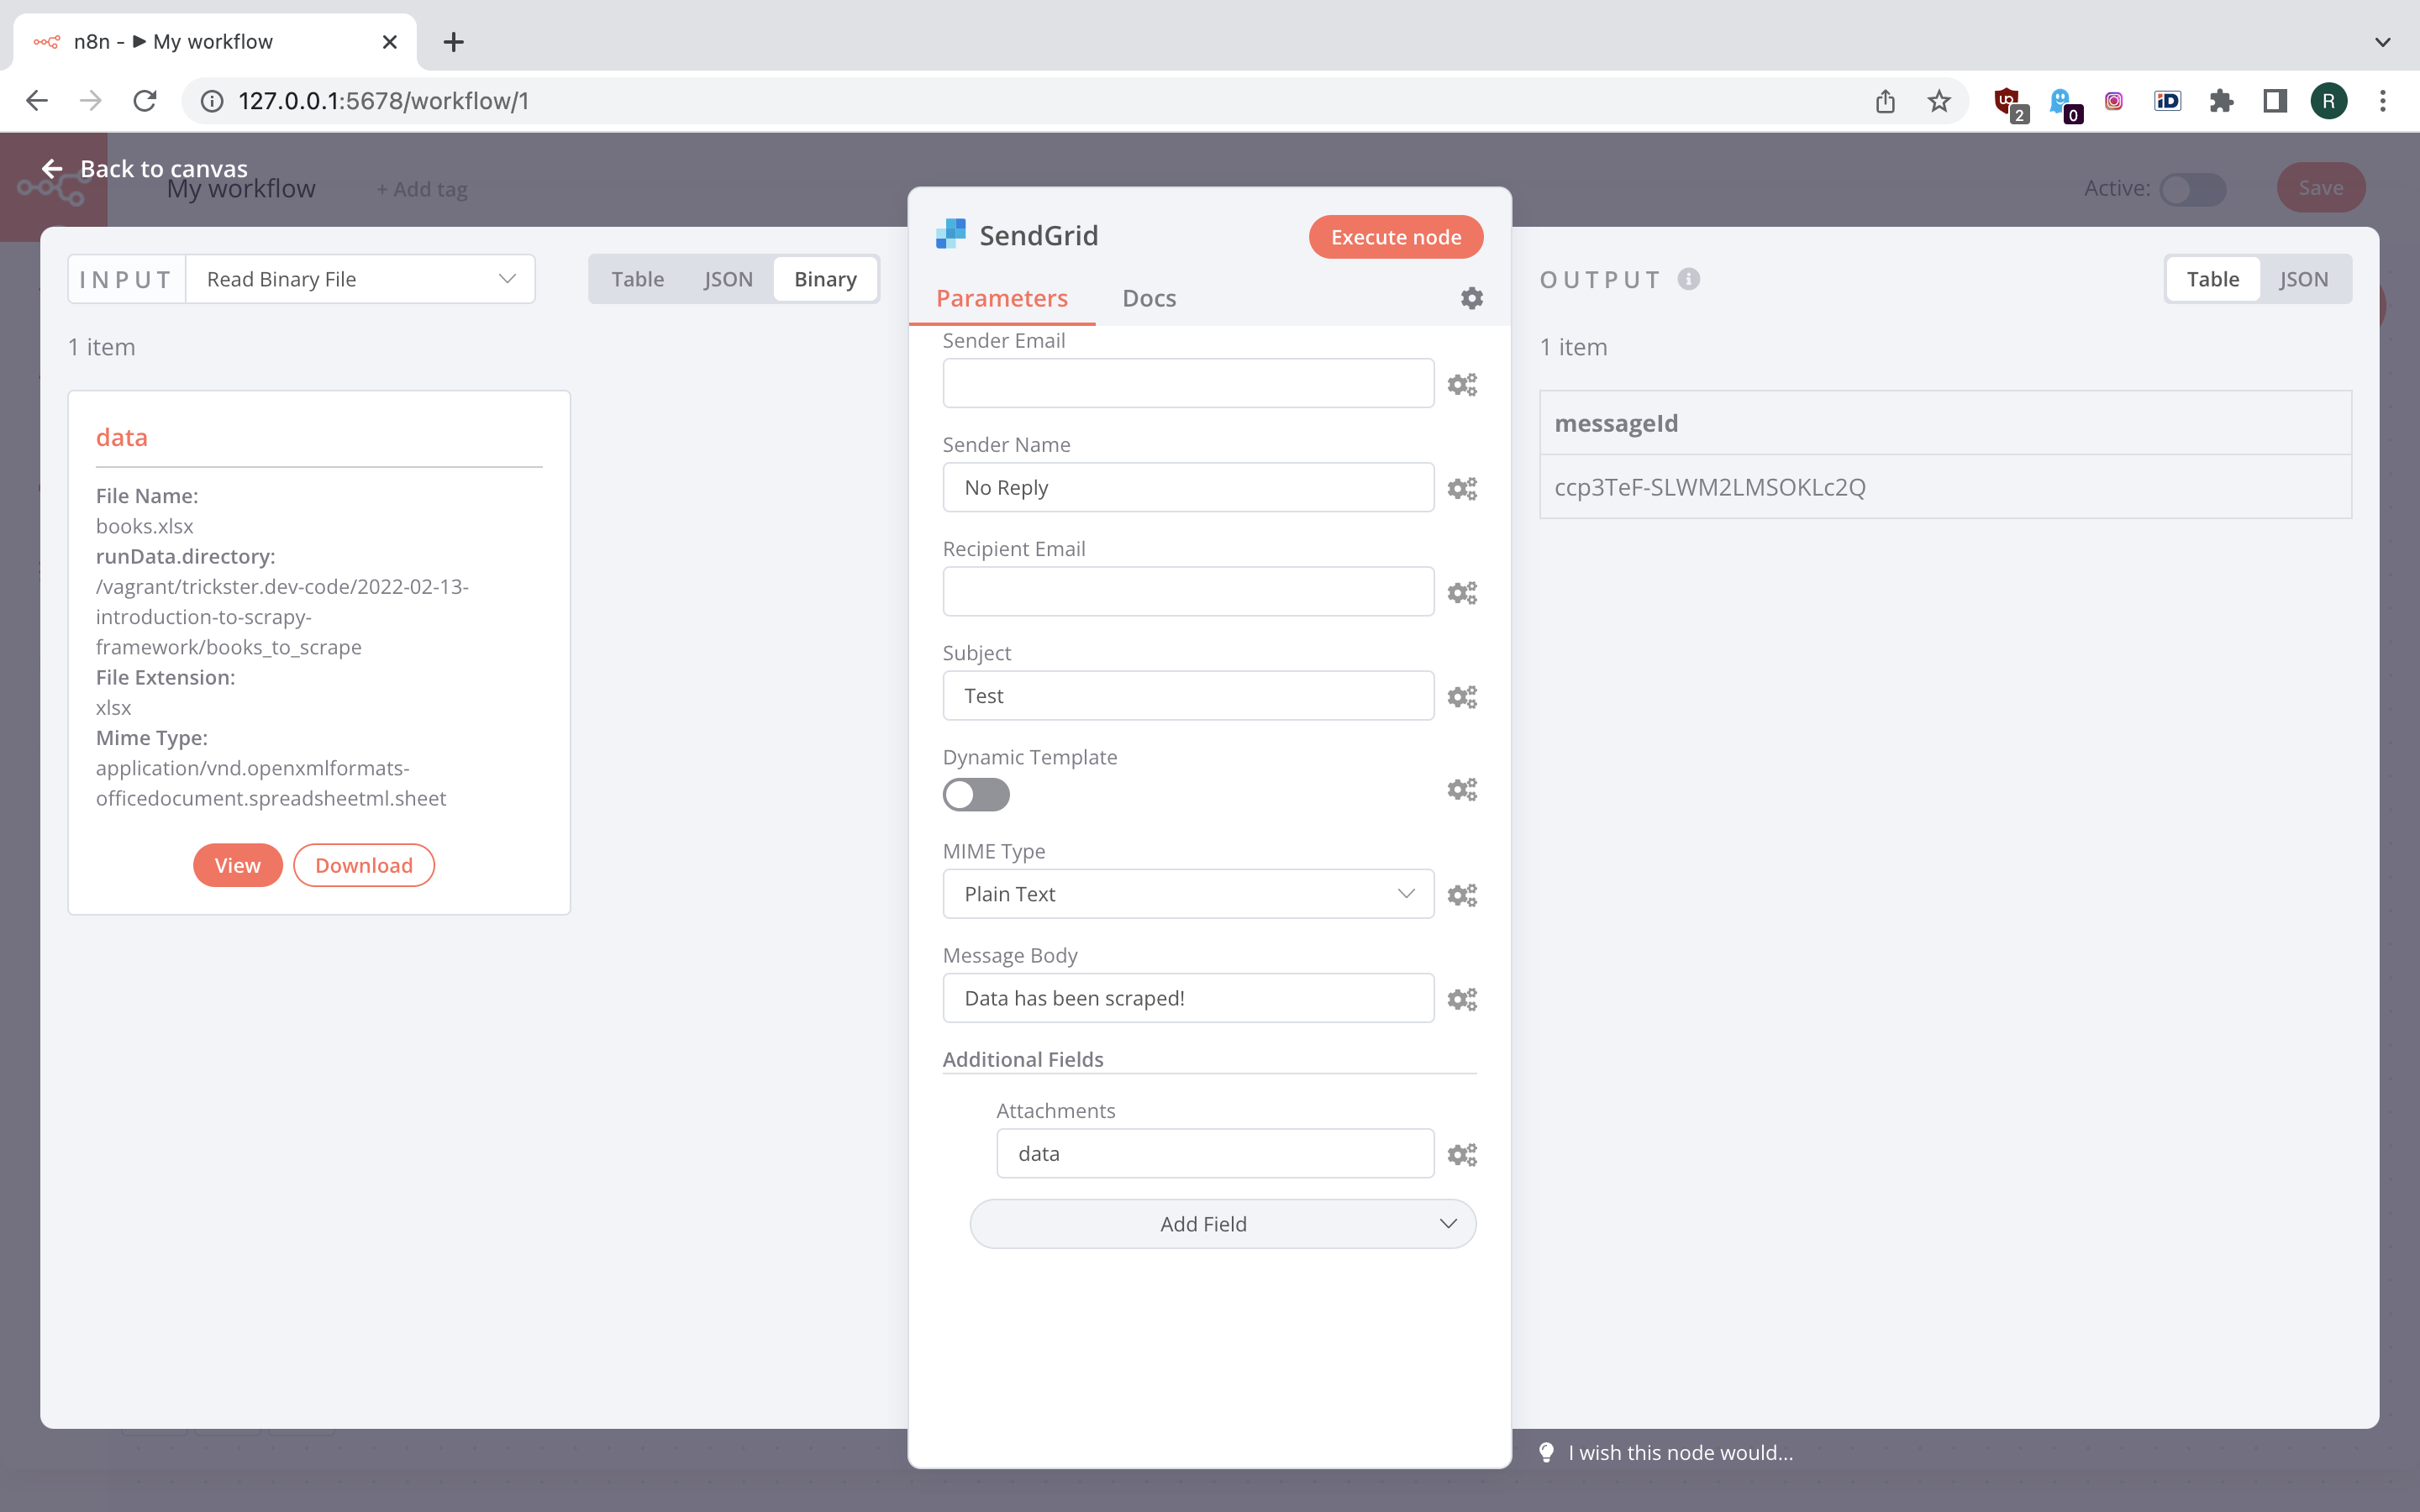 n8n - ▶ My workflow
127.0.0.1:5678/workflow/1
2
0
iD
R
Back to canvas
My workflow
+ Add tag
Active:
Save
INPUT
Read Binary File
Table
JSON
Binary
1 item
data
File Name:
books.xlsx
runData.directory:
/vagrant/trickster.dev-code/2022-02-13-
introduction-to-scrapy-
framework/books_to_scrape
File Extension:
xlsx
Mime Type:
application/vnd.openxmlformats-
officedocument.spreadsheetml.sheet
View
Download
SendGrid
Execute node
Parameters
Docs
Sender Email
Sender Name
No Reply
Recipient Email
Subject
Test
Dynamic Template
MIME Type
Plain Text
Message Body
Data has been scraped!
Additional Fields
Attachments
data
Add Field
OUTPUT
Table
JSON
1 item
messageId
ccp3TeF-SLWM2LMSOKLc2Q
I wish this node would...